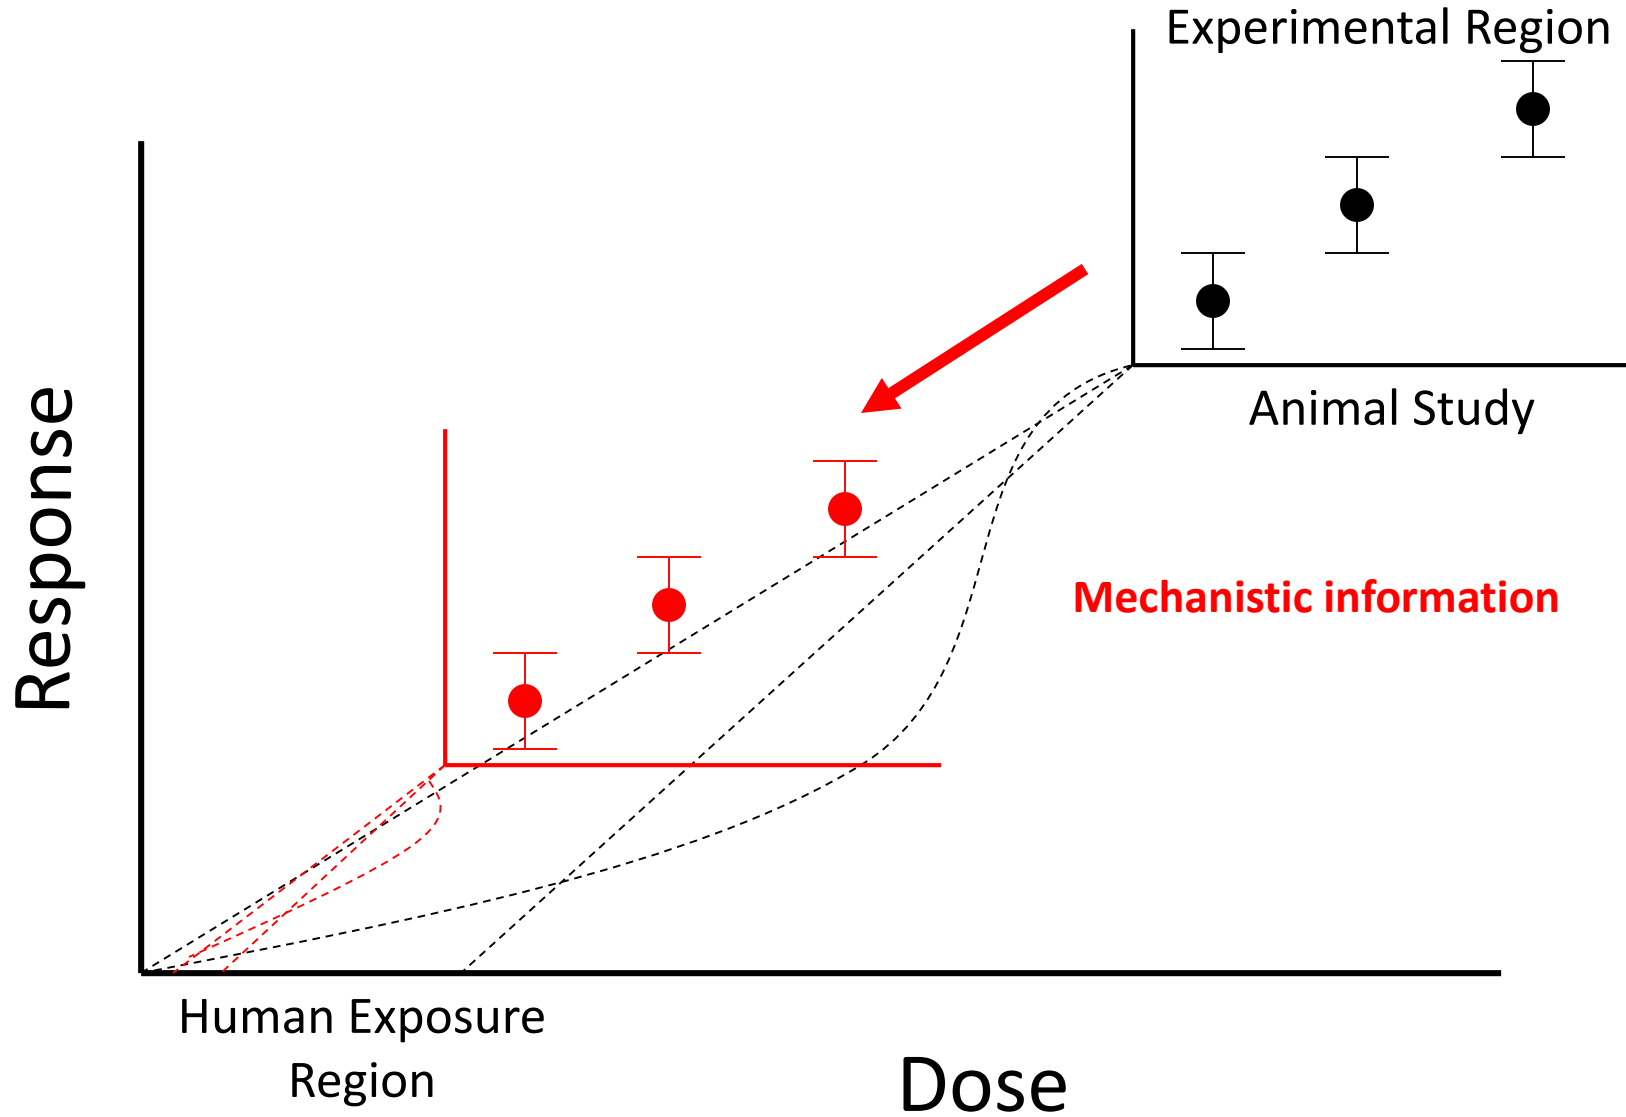 Experimental Region
Animal Study
Response
Mechanistic information
Human Exposure
Region
Dose